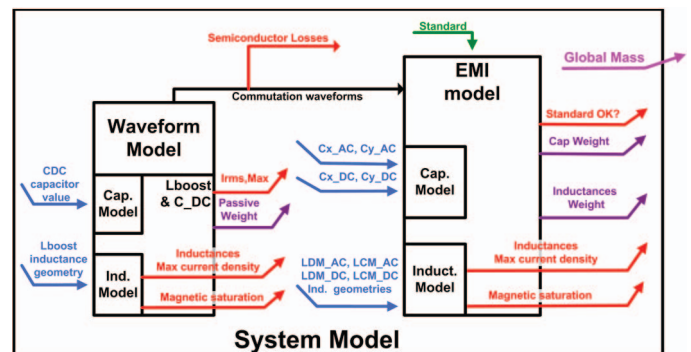 Semiconductor Losses
Standard
Global Mass
EMI
model
Commutation waveforms
Waveform
Model
Standard OK?
Cap Weight
Cx_AC, Cy_AC
Cx_DC, Cy_DC
Cap.
Model
CDC
capacitor
value
Cap.
Model
Lboost
& C_DC
Irms,Max
Passive
Weight
Inductances
Weight
Lboost
inductance
geometry
Ind.
Model
Inductances
Max current density
Magnetic saturation
LDM_AC, LCM_AC
LDM_DC, LCM_DC
Ind. geometries
Induct.
Model
Inductances
Max current density
Magnetic saturation
System Model